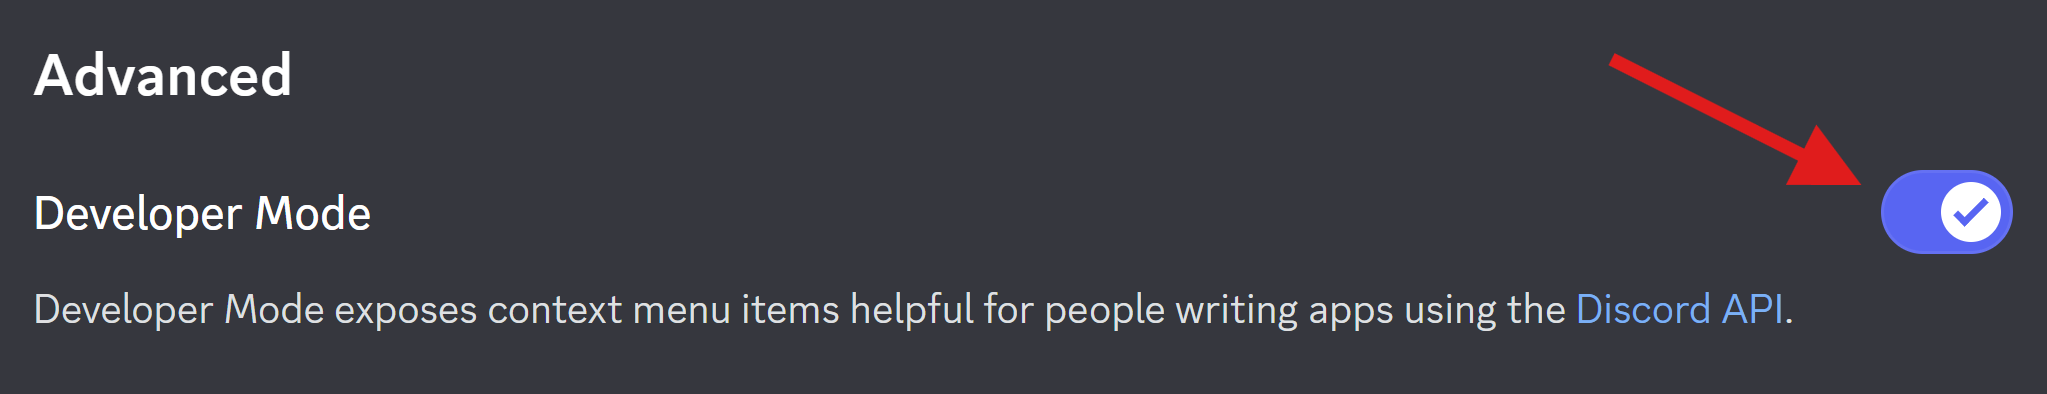 Advanced
Developer Mode
Developer Mode exposes context menu items helpful for people writing apps using the Discord API.